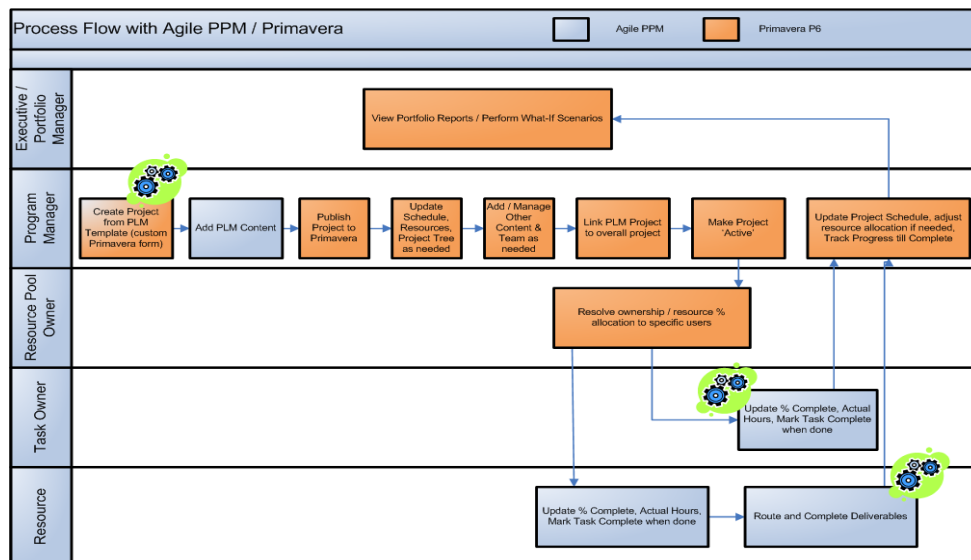 Process Flow with Agile PPM / Primavera
Agile PPM
Primavera P6
Executive /
Portfolio
Manager
View Portfolio Reports / Perform What-If Scenarios
Program
Manager
Create Project
from PLM
Template (custom
Primavera form)
Add PLM Content
Publish
Project to
Primavera
Update
Schedule,
Resources,
Project Tree
as needed
Add / Manage
Other
Content &
Team as
needed
Link PLM Project
to overall project
Make Project
'Active'
Update Project Schedule, adjust
resource allocation if needed,
Track Progress till Complete
Resource Pool
Owner
Resolve ownership / resource %
allocation to specific users
Task Owner
Update % Complete, Actual
Hours, Mark Task Complete
when done
Resource
Update % Complete, Actual Hours,
Mark Task Complete when done
Route and Complete Deliverables